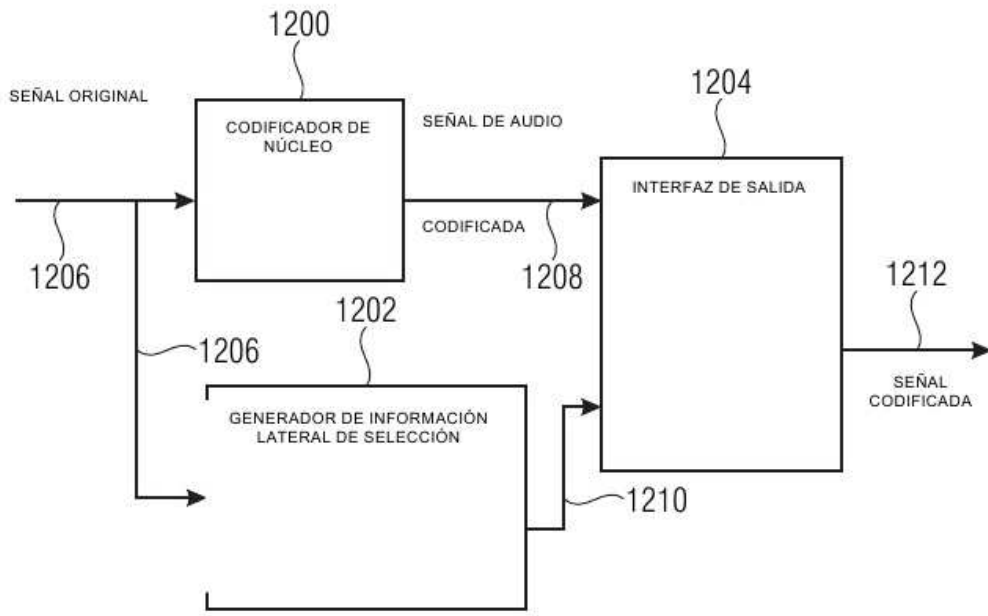 1200
SEÑAL ORIGINAL
CODIFICADOR DE
NÚCLEO
SEÑAL DE AUDIO
CODIFICADA
1204
INTERFAZ DE SALIDA
1206
1208
1212
1202
1206
SEÑAL
CODIFICADA
GENERADOR DE INFORMACIÓN
LATERAL DE SELECCIÓN
1210